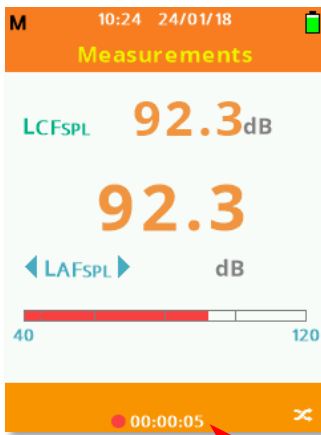 M 10:24 24/01/18
Measurements
LCFSPL 92.3dB
92.3
LAFSPL dB
40 120
00:00:05